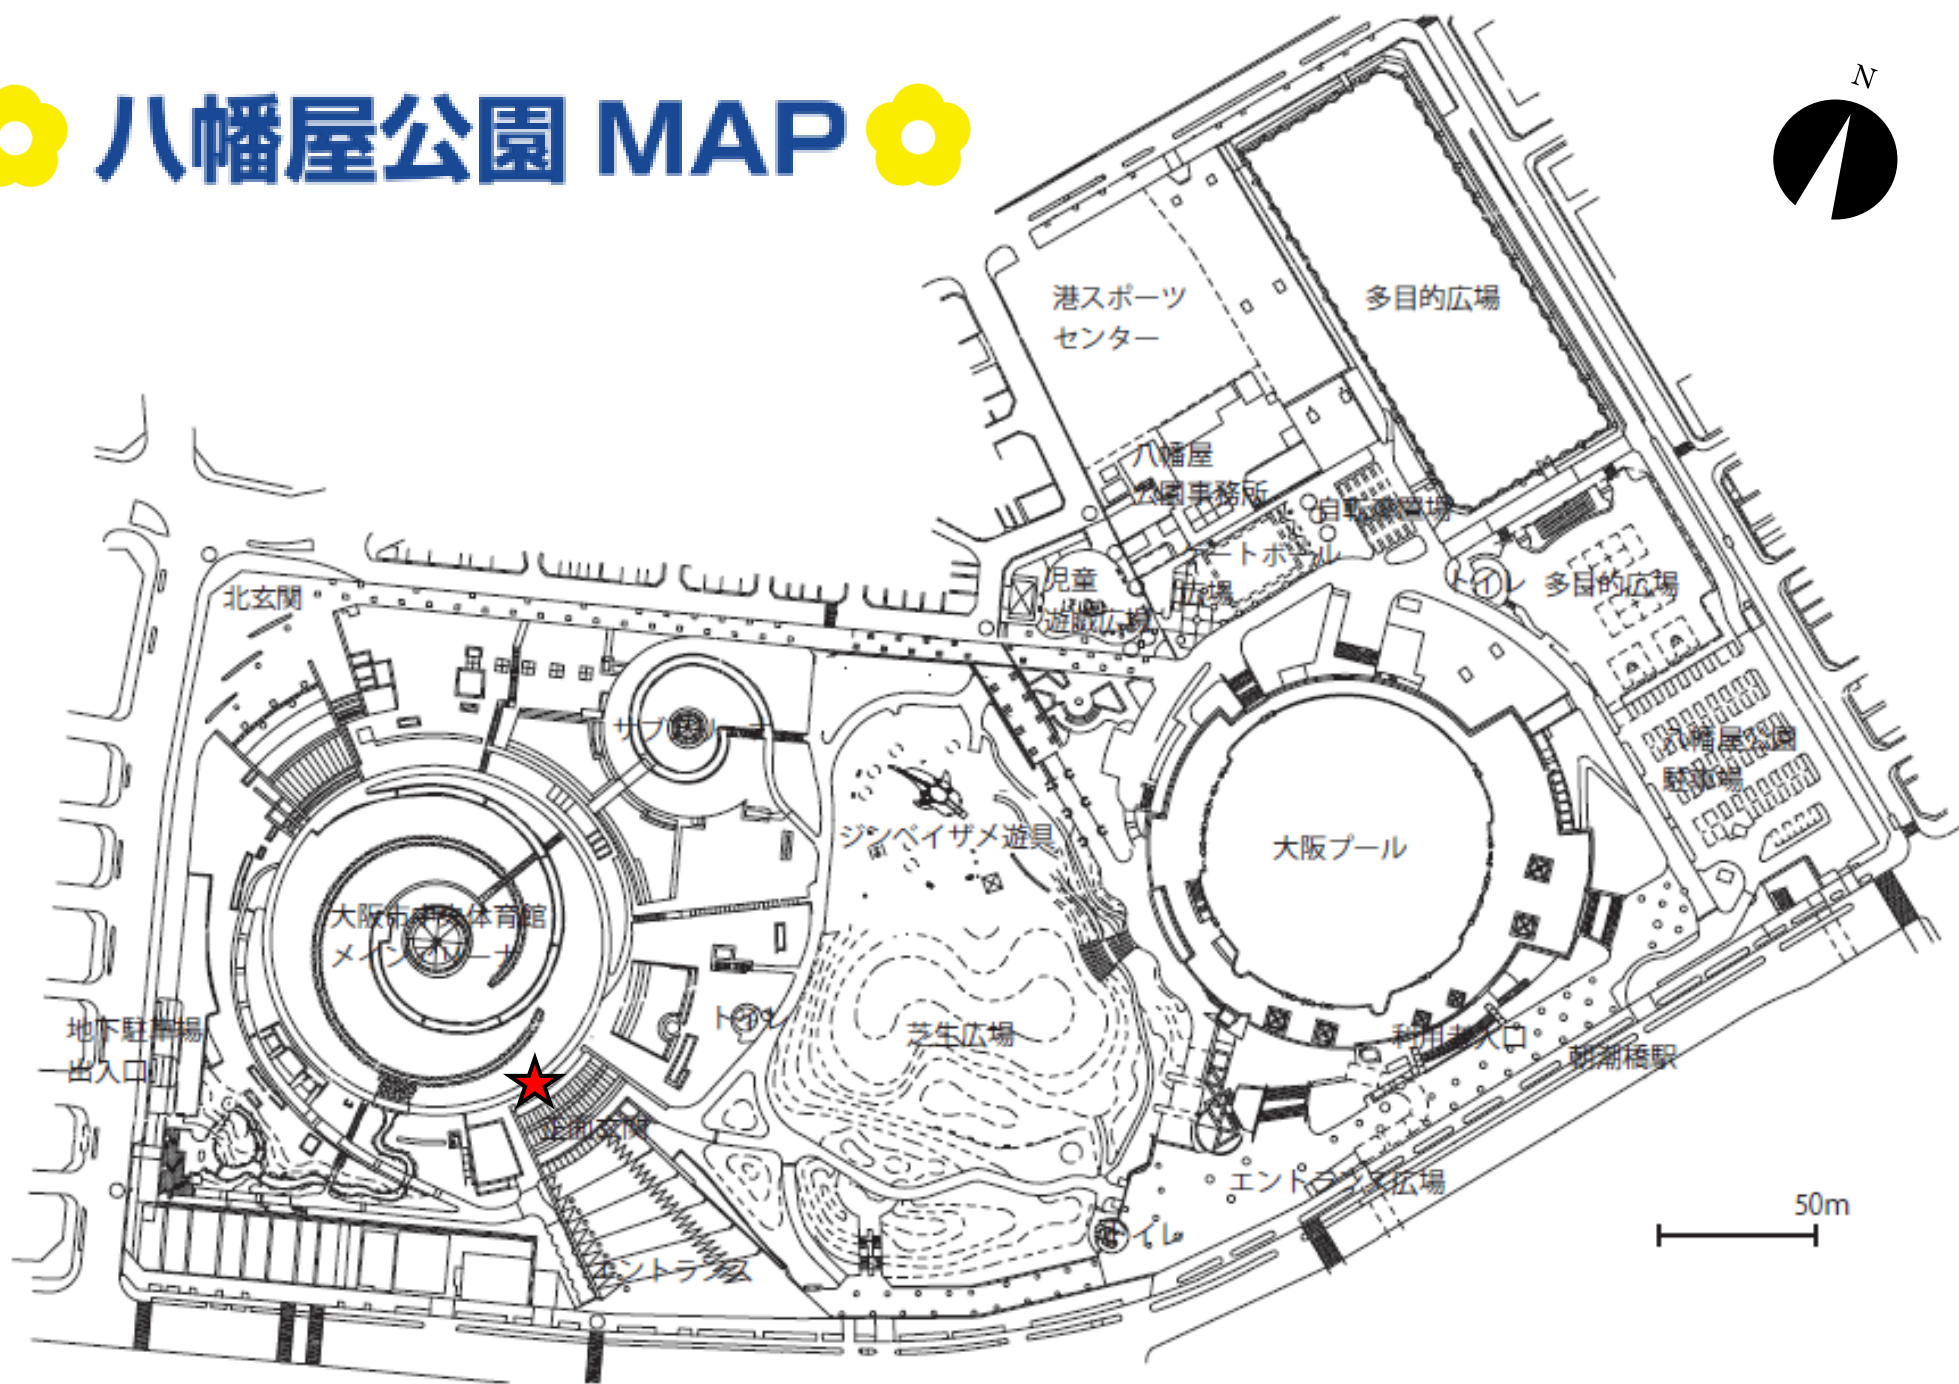 八幡屋公園 MAP
N
港スポーツ
センター
多目的広場
八幡屋
公園事務所
自転車置場
ゲートボール
広場
児童
遊戯広場
トイレ
多目的広場
北玄関
サブアリーナ
八幡屋公園
駐車場
ジンベイザメ遊具
大阪プール
大阪市中央体育館
メインアリーナ
地下駐車場
出入口
トイレ
芝生広場
利用者入口
朝潮橋駅
正面玄関
エントランス広場
トイレ
エントランス
50m